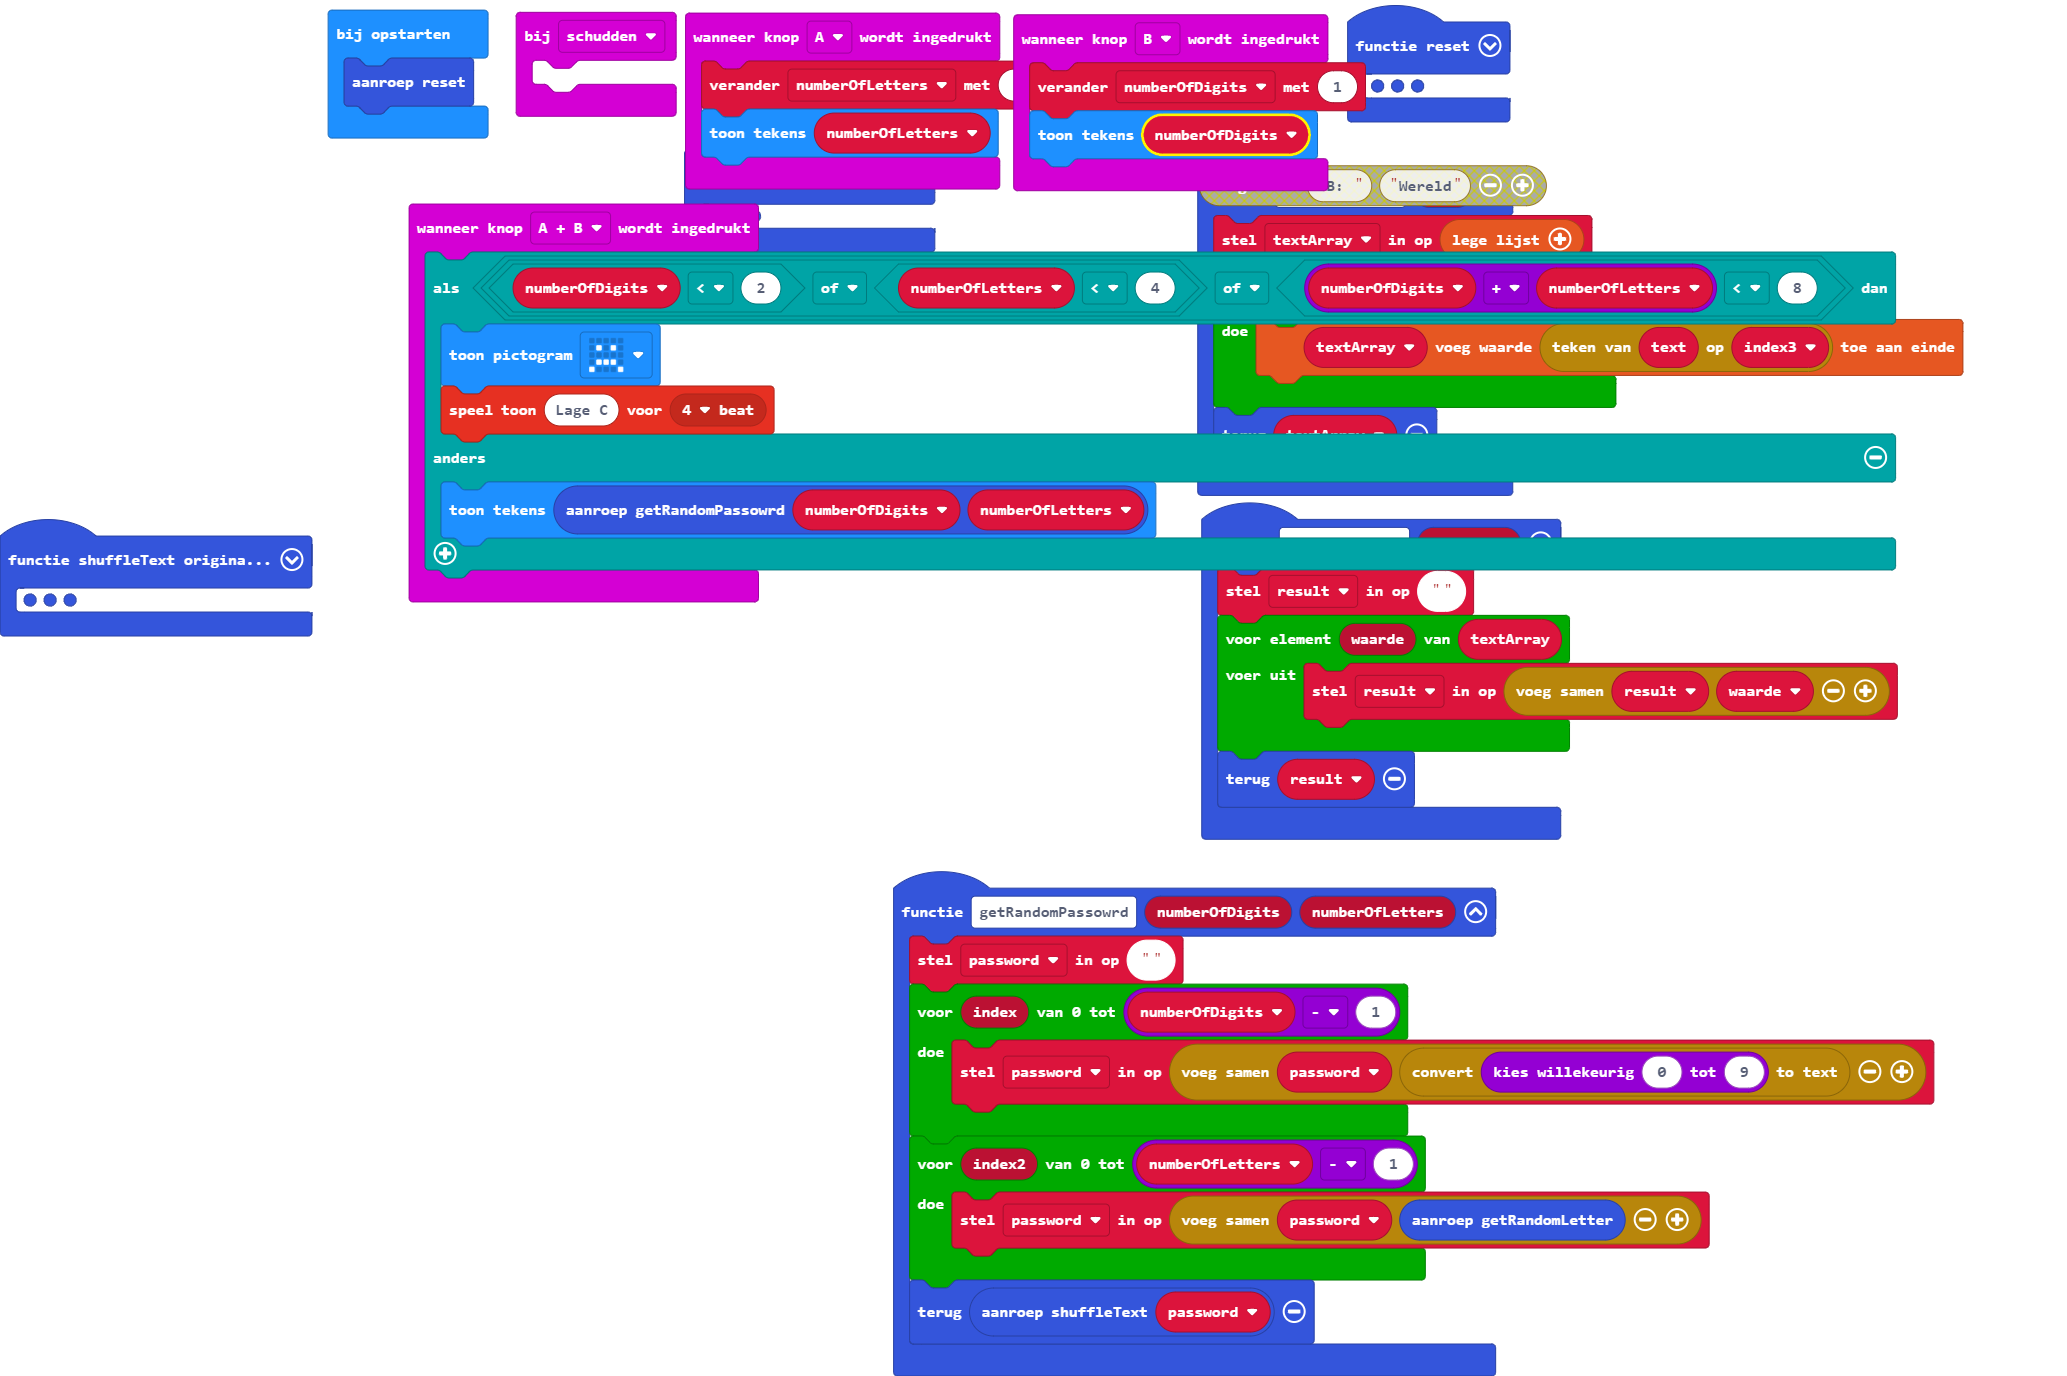 bij opstarten
aanroep reset
bij schudden
wanneer knop A wordt ingedrukt
verander numberOfLetters met
toon tekens numberOfLetters
wanneer knop B wordt ingedrukt
verander numberOfDigits met 1
toon tekens numberOfDigits
functie reset
B: " "Wereld"
stel textArray in op lege lijst
wanneer knop A + B wordt ingedrukt
als numberOfDigits < 2 of numberOfLetters < 4 of numberOfDigits + numberOfLetters < 8 dan
doe textArray voeg waarde teken van text op index3 toe aan einde
toon pictogram
speel toon Lage C voor 4 beat
terug textArray
anders
toon tekens aanroep getRandomPassowrd numberOfDigits numberOfLetters
functie shuffleText origina...
stel result in op " "
voor element waarde van textArray
voer uit stel result in op voeg samen result waarde
terug result
functie getRandomPassowrd numberOfDigits numberOfLetters
stel password in op " "
voor index van 0 tot numberOfDigits - 1
doe stel password in op voeg samen password convert kies willekeurig 0 tot 9 to text
voor index2 van 0 tot numberOfLetters - 1
doe stel password in op voeg samen password aanroep getRandomLetter
terug aanroep shuffleText password